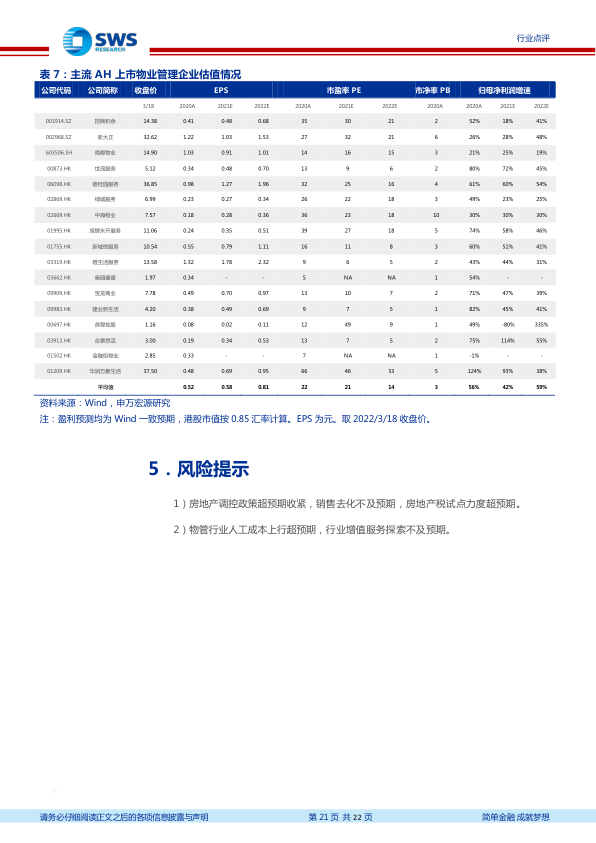 SWS
RESEARCH
行业点评
表 7：主流 AH 上市物业管理企业估值情况
公司代码 公司简称 收盘价 EPS 市盈率 PE 市净率 PB 归母净利润增速
3/18 2020A 2021E 2022E 2020A 2021E 2022E 2020A 2020A 2021E 2022E
001914.SZ 招商积余 14.38 0.41 0.48 0.68 35 30 21 2 52% 18% 41%
002968.SZ 新大正 32.62 1.22 1.03 1.53 27 32 21 6 26% 28% 48%
603506.SH 南都物业 14.90 1.03 0.91 1.01 14 16 15 3 21% 25% 19%
00873.HK 世茂服务 5.12 0.34 0.48 0.70 13 9 6 2 80% 72% 45%
06098.HK 碧桂园服务 36.85 0.98 1.27 1.96 32 25 16 4 61% 60% 54%
02869.HK 绿城服务 6.99 0.23 0.27 0.34 26 22 18 3 49% 23% 25%
02669.HK 中海物业 7.57 0.18 0.28 0.36 36 23 18 10 30% 30% 30%
01995.HK 旭辉永升服务 11.06 0.24 0.35 0.51 39 27 18 5 74% 58% 46%
01755.HK 新城悦服务 10.54 0.55 0.79 1.11 16 11 8 3 60% 51% 41%
03319.HK 雅生活服务 13.58 1.32 1.78 2.32 9 6 5 2 43% 44% 31%
03662.HK 奥园健康 1.97 0.34 - - 5 NA NA 1 54% - -
09909.HK 宝龙商业 7.78 0.49 0.70 0.97 13 10 7 2 71% 47% 39%
09983.HK 建业新生活 4.20 0.38 0.49 0.69 9 7 5 1 82% 45% 41%
00697.HK 首程控股 1.16 0.08 0.02 0.11 12 49 9 1 49% -80% 335%
03913.HK 合景悠活 3.00 0.19 0.34 0.53 13 7 5 2 75% 114% 55%
01502.HK 金融街物业 2.85 0.33 - - 7 NA NA 1 -1% - -
01209.HK 华润万象生活 37.50 0.48 0.69 0.95 66 46 33 5 124% 93% 38%
平均值 0.52 0.58 0.81 22 21 14 3 56% 42% 59%
资料来源：Wind，申万宏源研究
注：盈利预测均为 Wind 一致预期，港股市值按 0.85 汇率计算。EPS 为元。取 2022/3/18 收盘价。
5．风险提示
1）房地产调控政策超预期收紧，销售去化不及预期，房地产税试点力度超预期。
2）物管行业人工成本上行超预期，行业增值服务探索不及预期。
请务必仔细阅读正文之后的各项信息披露与声明 第 21 页 共 22 页 简单金融 成就梦想